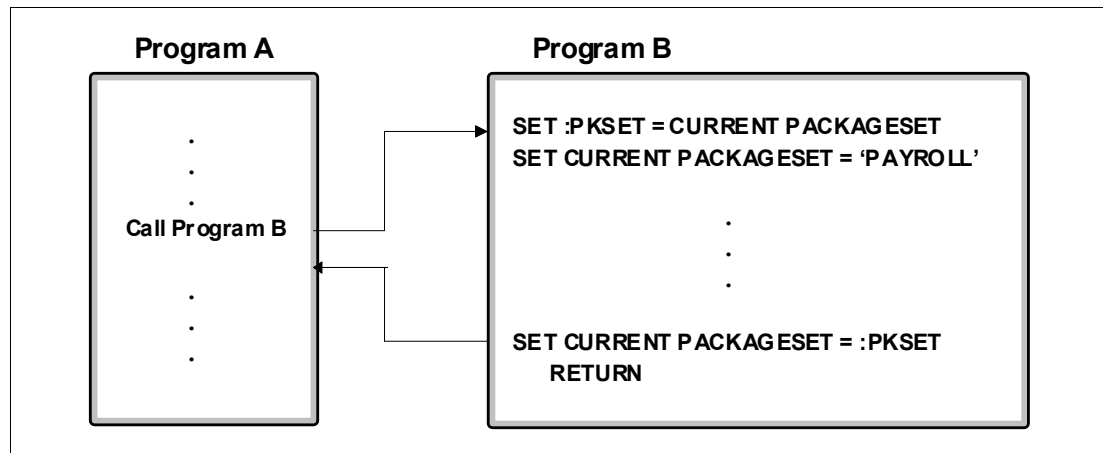 Program A
Program B
.
.
.
Call Program B
.
.
.
SET :PKSET = CURRENT PACKAGESET
SET CURRENT PACKAGESET = ‘PAYROLL’
.
.
.
SET CURRENT PACKAGESET = :PKSET
RETURN